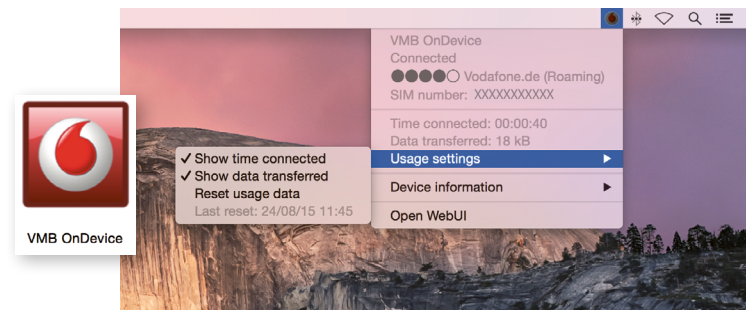 VMB OnDevice
VMB OnDevice
Connected
Vodafone.de (Roaming)
SIM number: XXXXXXXXXXX
Time connected: 00:00:40
Data transferred: 18 kB
Usage settings
✓ Show time connected
✓ Show data transferred
Reset usage data
Last reset: 24/08/15 11:45
Device information
Open WebUI